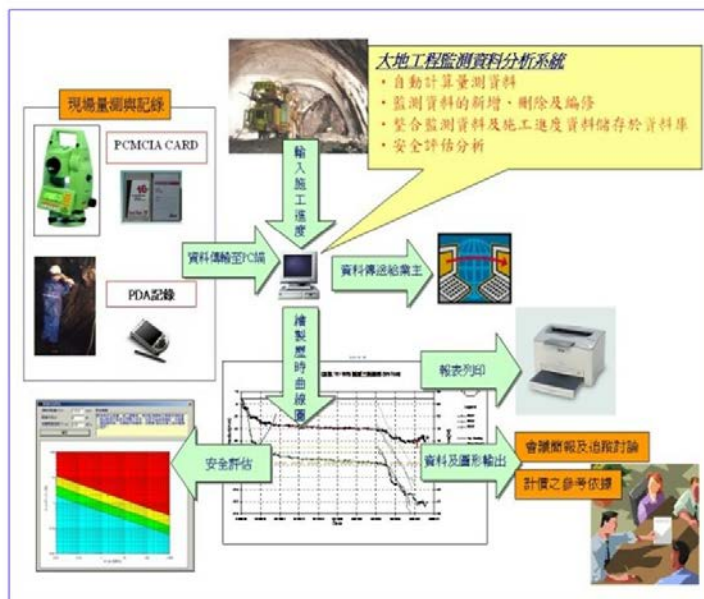 大地工程監測資料分析系統
・自動計算量測資料
・監測資料的新增、刪除及編修
・整合監測資料及施工進度資料儲存於資料庫
・安全評估分析
現場量測與記錄
PCMCIA CARD
PDA記錄
輸入施工進度
資料傳輸至PC端
資料傳送給業主
繪製歷時曲線圖
報表列印
安全評估
資料及圖形輸出
會議簡報及追蹤討論
計價之參考依據